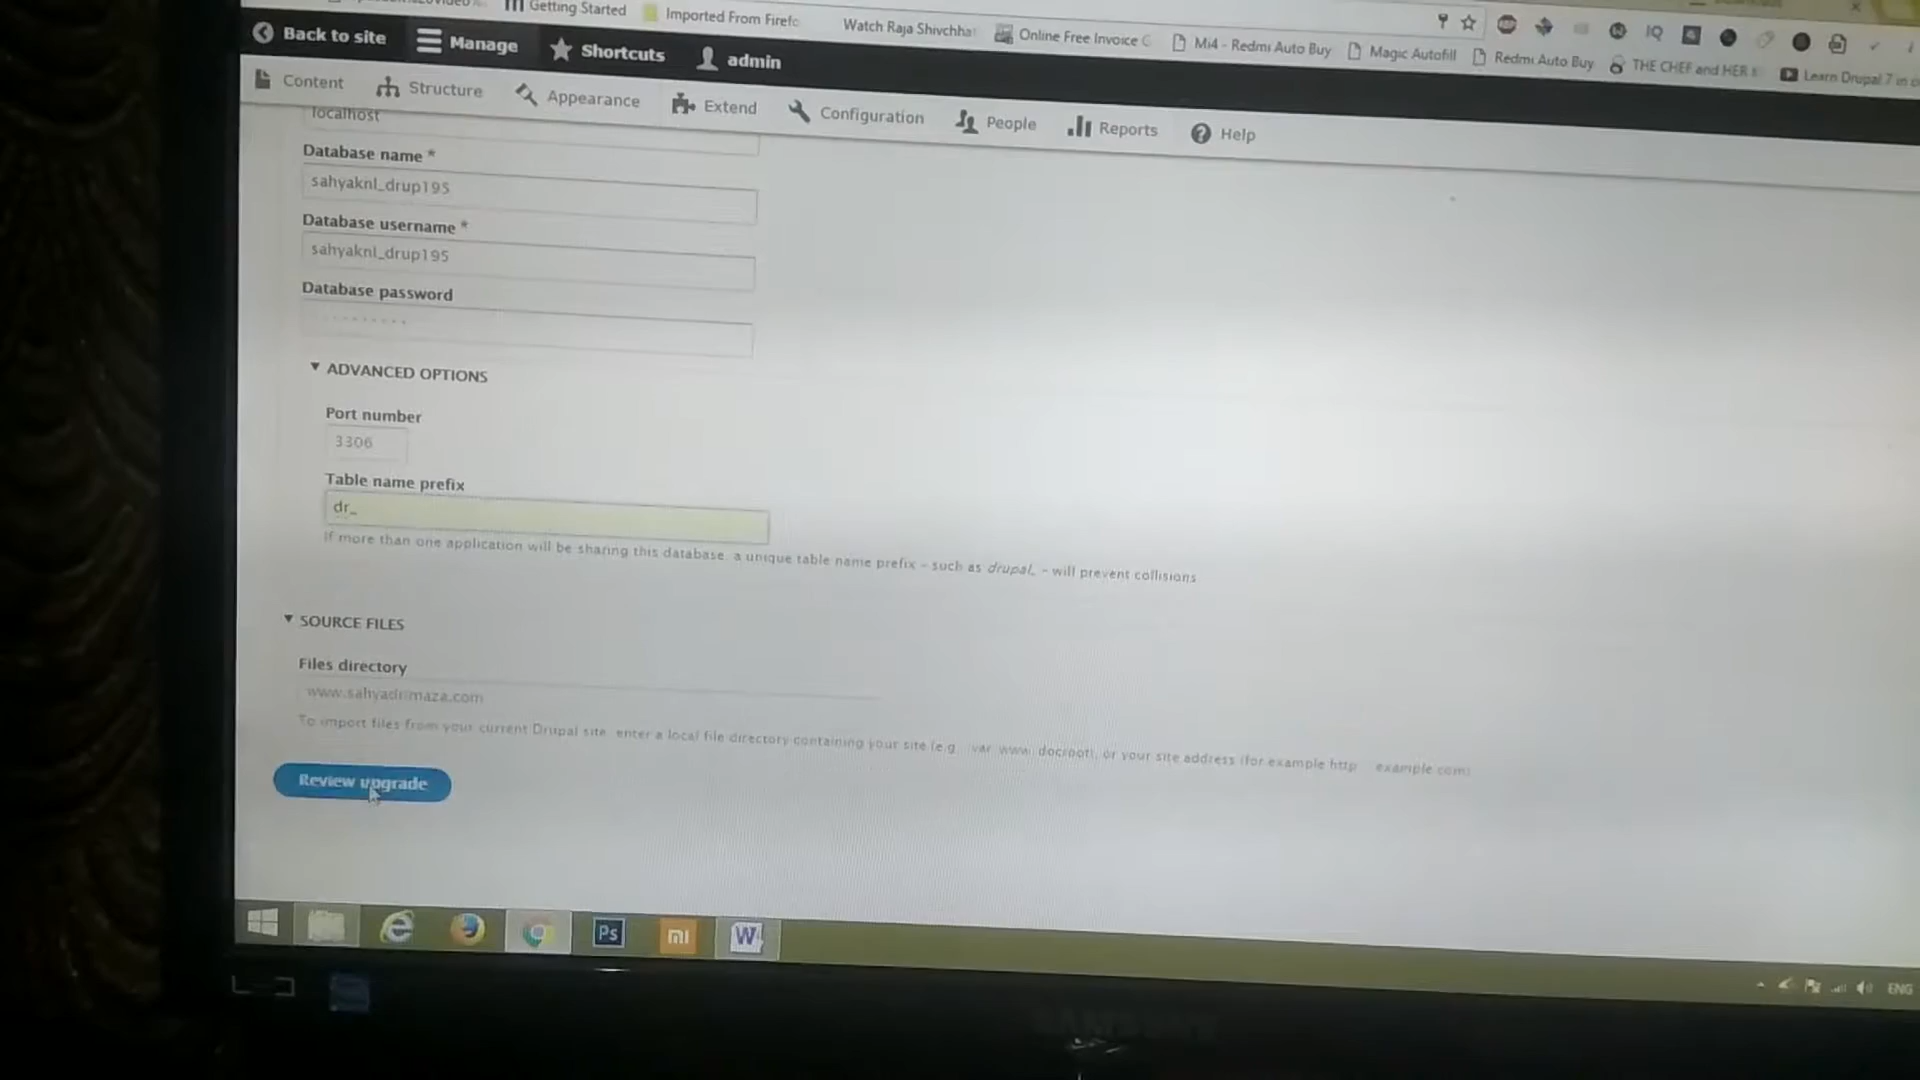 Getting Started
Imported From Firefo
Watch Raja Shivchha
Online Free Invoice G
Mi4 - Redmi Auto Buy
Magic Autofill
Redmi Auto Buy
THE CHEF and HER
Learn Drupal 7 in
IQ
Back to site
Manage
Shortcuts
admin
Content
Structure
Appearance
Extend
Configuration
People
Reports
Help
localhost
Database name *
sahyaknl_drup195
Database username *
sahyaknl_drup195
Database password
▼ ADVANCED OPTIONS
Port number
3306
Table name prefix
dr_
If more than one application will be sharing this database, a unique table name prefix – such as drupal_ – will prevent collisions
▼ SOURCE FILES
Files directory
www.sahyadrimaza.com
To import files from your current Drupal site, enter a local file directory containing your site (e.g. var www docroot), or your site address (for example http example.com)
Review upgrade
Ps
mi
W
ENG